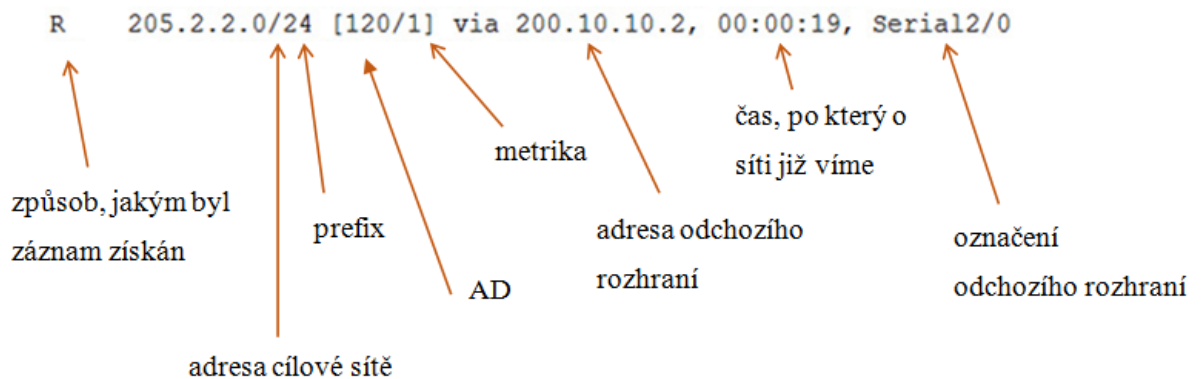 R 205.2.2.0/24 [120/1] via 200.10.10.2, 00:00:19, Serial2/0
způsob, jakým byl
záznam získán
adresa cílové sítě
prefix
AD
metrika
adresa odchozího
rozhraní
čas, po který o
síti již víme
označení
odchozího rozhraní